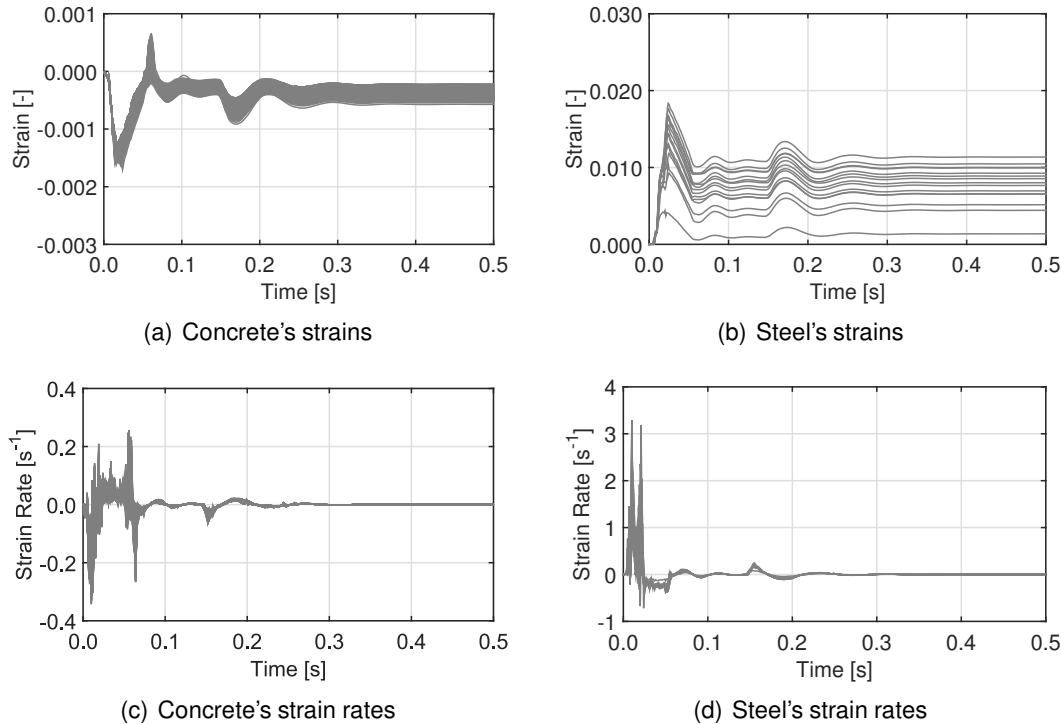 0.001
0.000
-0.001
-0.002
-0.003
Strain [-]
0.0 0.1 0.2 0.3 0.4 0.5
Time [s]
(a) Concrete's strains
0.030
0.020
0.010
0.000
Strain [-]
0.0 0.1 0.2 0.3 0.4 0.5
Time [s]
(b) Steel's strains
0.4
0.2
0.0
-0.2
-0.4
Strain Rate [s⁻¹]
0.0 0.1 0.2 0.3 0.4 0.5
Time [s]
(c) Concrete's strain rates
4
3
2
1
0
-1
Strain Rate [s⁻¹]
0.0 0.1 0.2 0.3 0.4 0.5
Time [s]
(d) Steel's strain rates